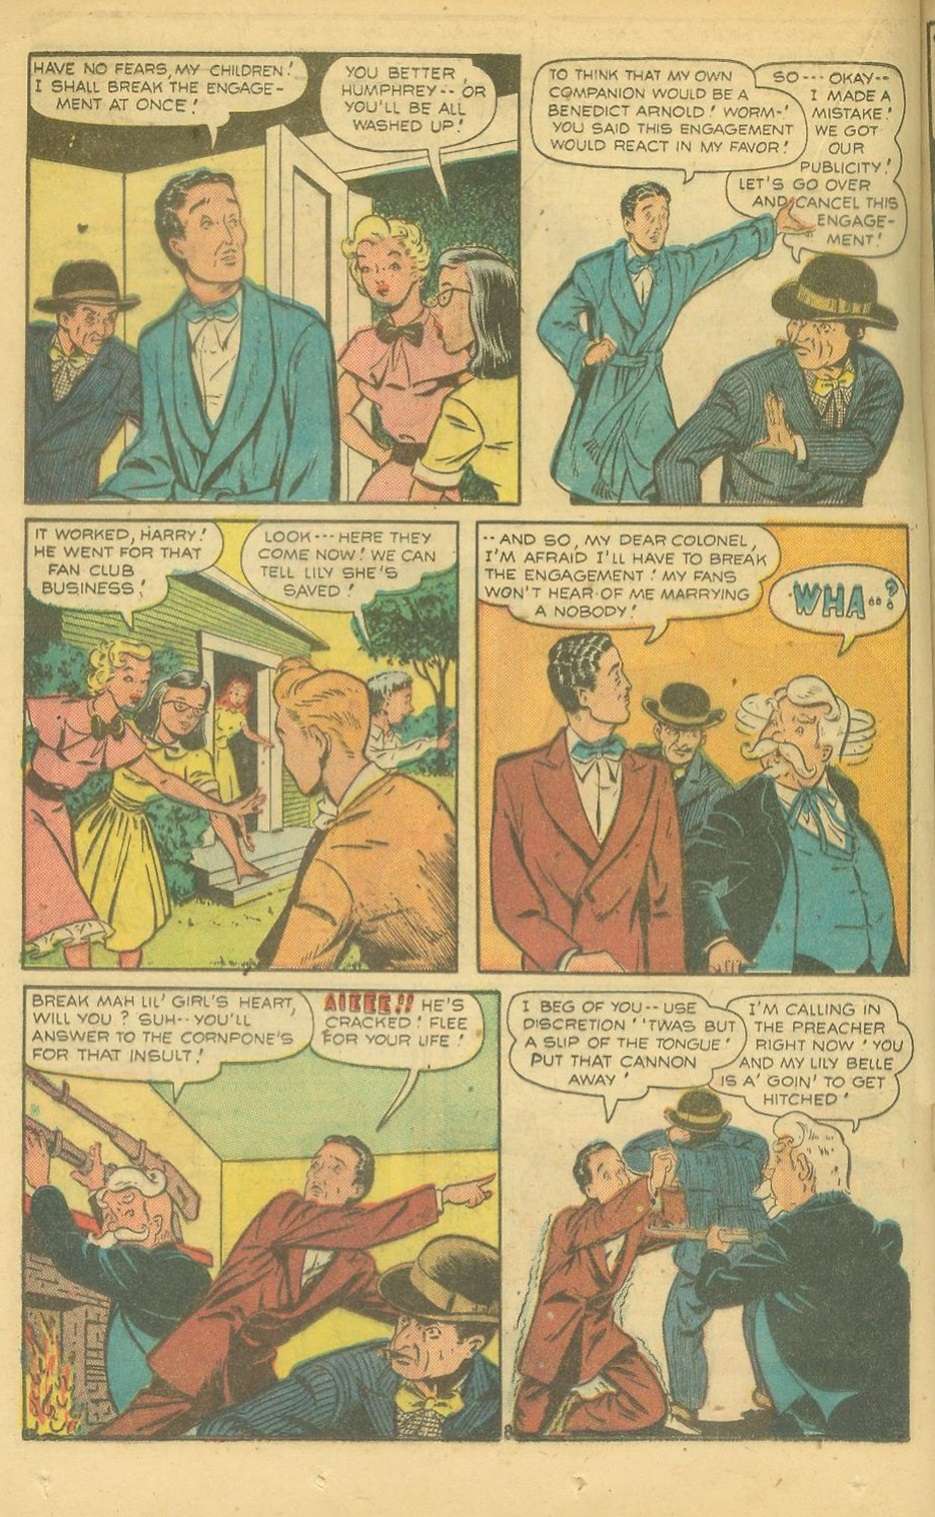 HAVE NO FEARS, MY CHILDREN!
I SHALL BREAK THE ENGAGE-
MENT AT ONCE!
YOU BETTER,
HUMPHREY-- OR
YOU'LL BE ALL
WASHED UP!
TO THINK THAT MY OWN
COMPANION WOULD BE A
BENEDICT ARNOLD! WORM-!
YOU SAID THIS ENGAGEMENT
WOULD REACT IN MY FAVOR!
SO--- OKAY--
I MADE A
MISTAKE!
WE GOT
OUR
PUBLICITY!
LET'S GO OVER
AND CANCEL THIS
ENGAGE-
MENT!
IT WORKED, HARRY!
HE WENT FOR THAT
FAN CLUB
BUSINESS!
LOOK--- HERE THEY
COME NOW! WE CAN
TELL LILY SHE'S
SAVED!
-- AND SO, MY DEAR COLONEL,
I'M AFRAID I'LL HAVE TO BREAK
THE ENGAGEMENT! MY FANS
WON'T HEAR OF ME MARRYING
A NOBODY!
WHA--?
BREAK MAH LIL' GIRL'S HEART,
WILL YOU? SUH-- YOU'LL
ANSWER TO THE CORNPONE'S
FOR THAT INSULT!
AIEEE!! HE'S
CRACKED! FLEE
FOR YOUR LIFE!
I BEG OF YOU-- USE
DISCRETION! 'TWAS BUT
A SLIP OF THE TONGUE!
PUT THAT CANNON
AWAY!
I'M CALLING IN
THE PREACHER
RIGHT NOW! YOU
AND MY LILY BELLE
IS A' GOIN' TO GET
HITCHED!
8